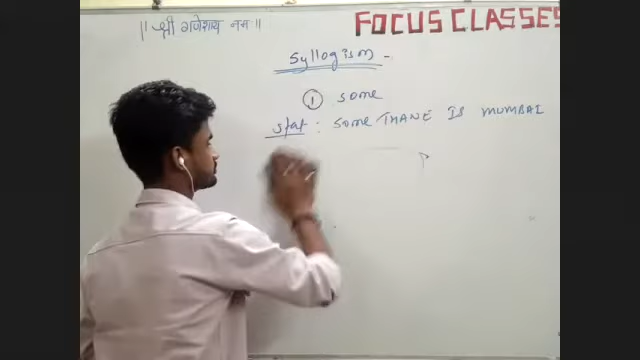 || श्री गणेशाय नमः ||
FOCUS CLASSES
Syllogism -
① some
Stat : some THANE IS MUMBAI